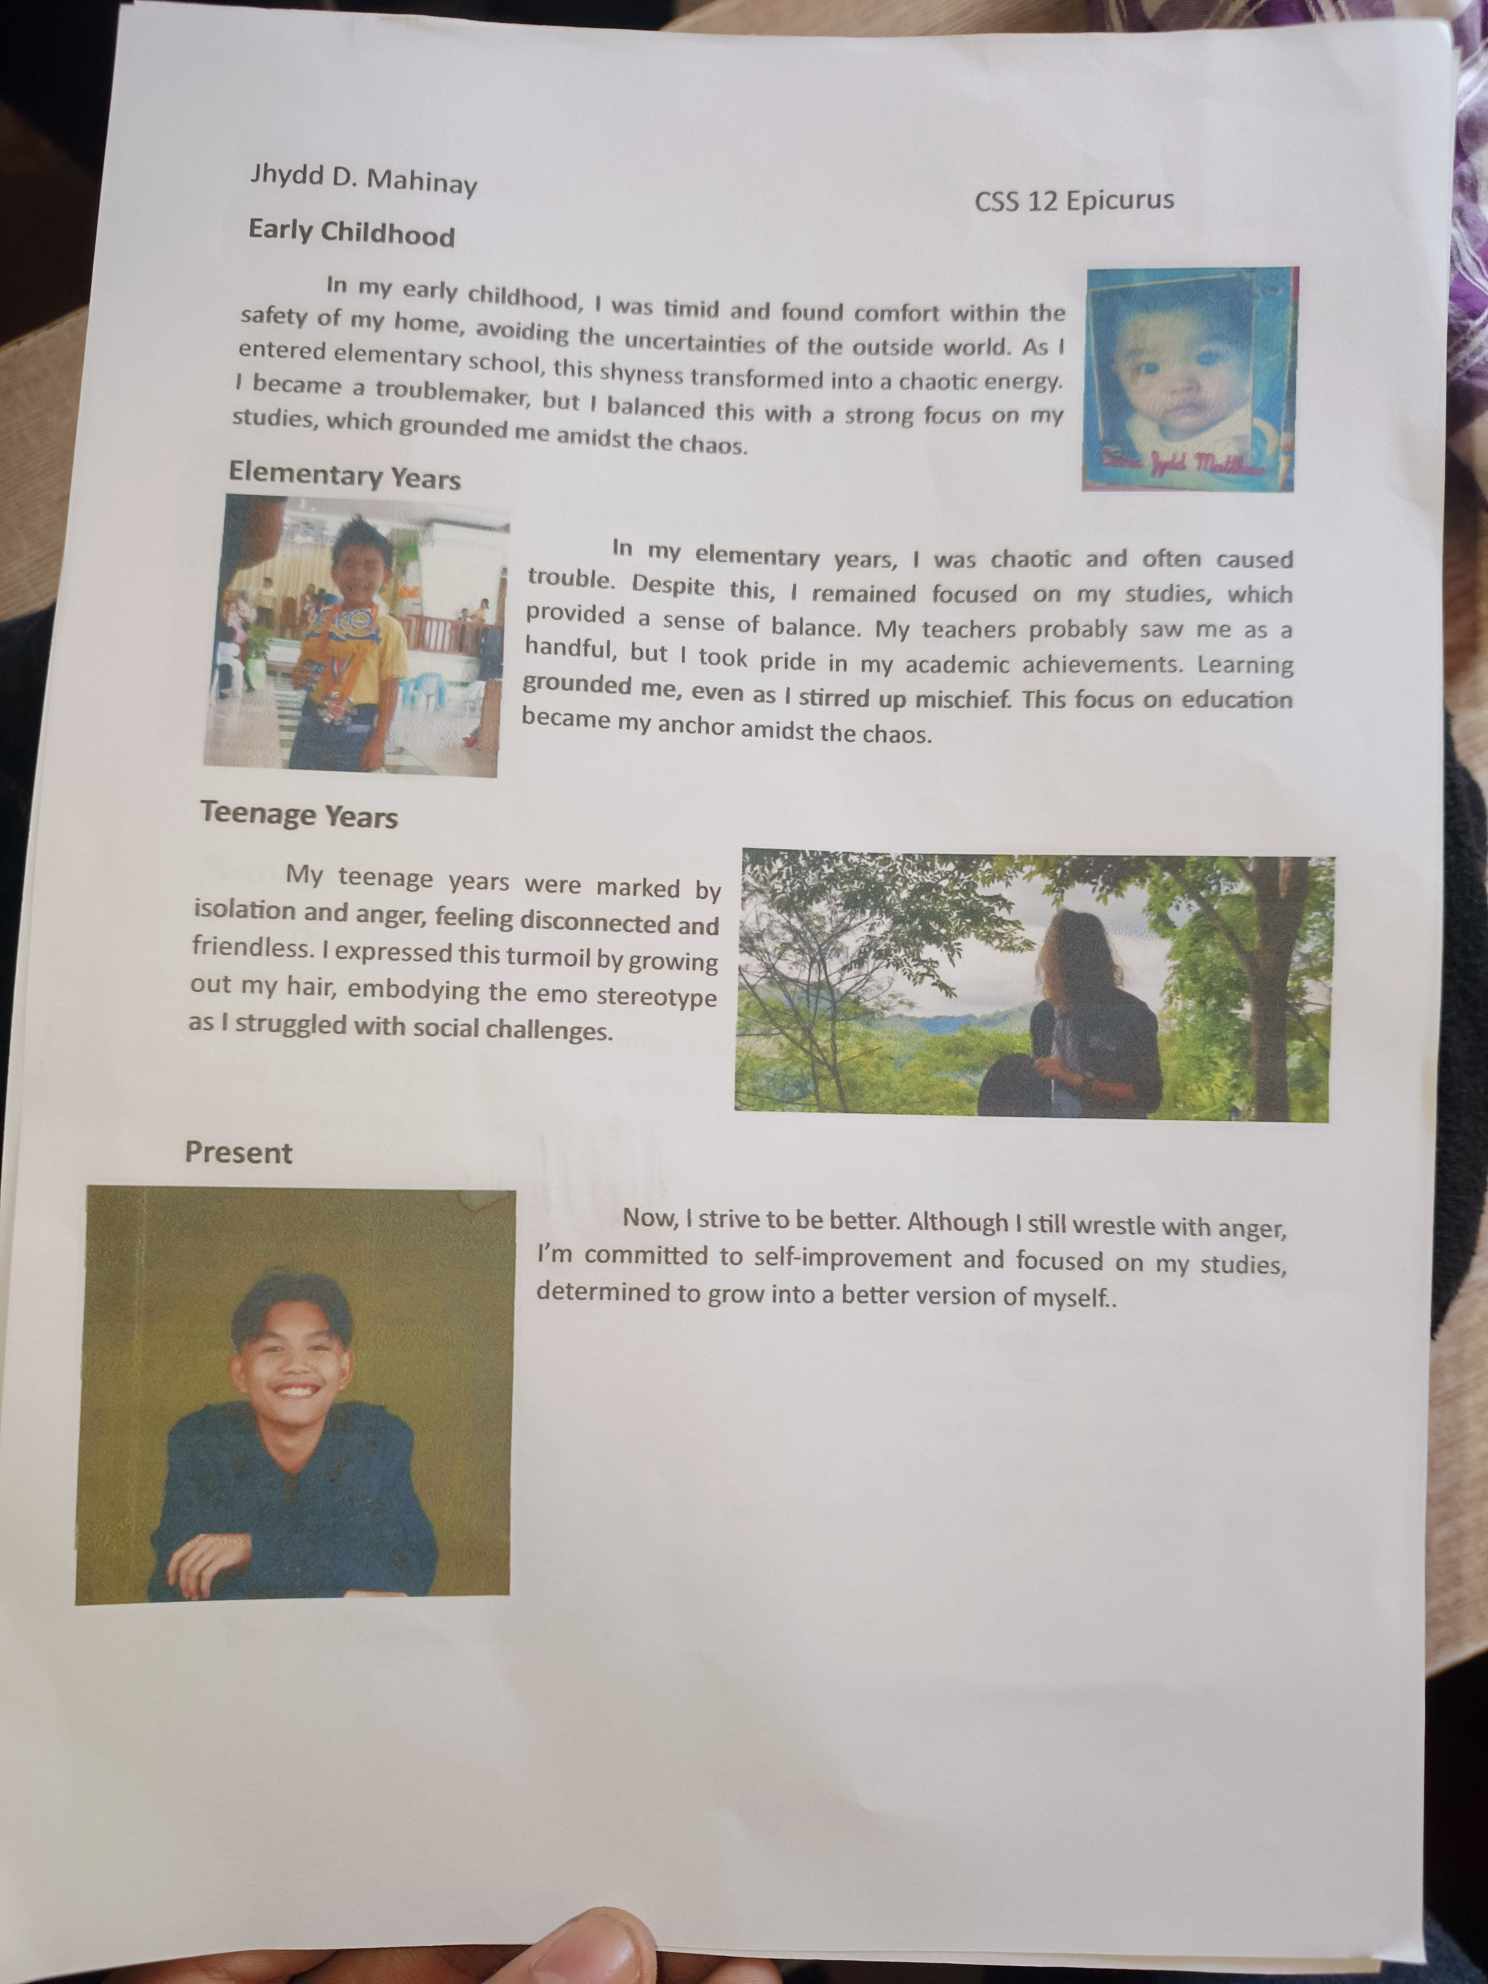 Jhydd D. Mahinay
CSS 12 Epicurus
Early Childhood
In my early childhood, I was timid and found comfort within the
safety of my home, avoiding the uncertainties of the outside world. As I
entered elementary school, this shyness transformed into a chaotic energy.
I became a troublemaker, but I balanced this with a strong focus on my
studies, which grounded me amidst the chaos.
Jydd
Elementary Years
In my elementary years, I was chaotic and often caused
trouble. Despite this, I remained focused on my studies, which
provided a sense of balance. My teachers probably saw me as a
handful, but I took pride in my academic achievements. Learning
grounded me, even as I stirred up mischief. This focus on education
became my anchor amidst the chaos.
Teenage Years
My teenage years were marked by
isolation and anger, feeling disconnected and
friendless. I expressed this turmoil by growing
out my hair, embodying the emo stereotype
as I struggled with social challenges.
Present
Now, I strive to be better. Although I still wrestle with anger,
I'm committed to self-improvement and focused on my studies,
determined to grow into a better version of myself..